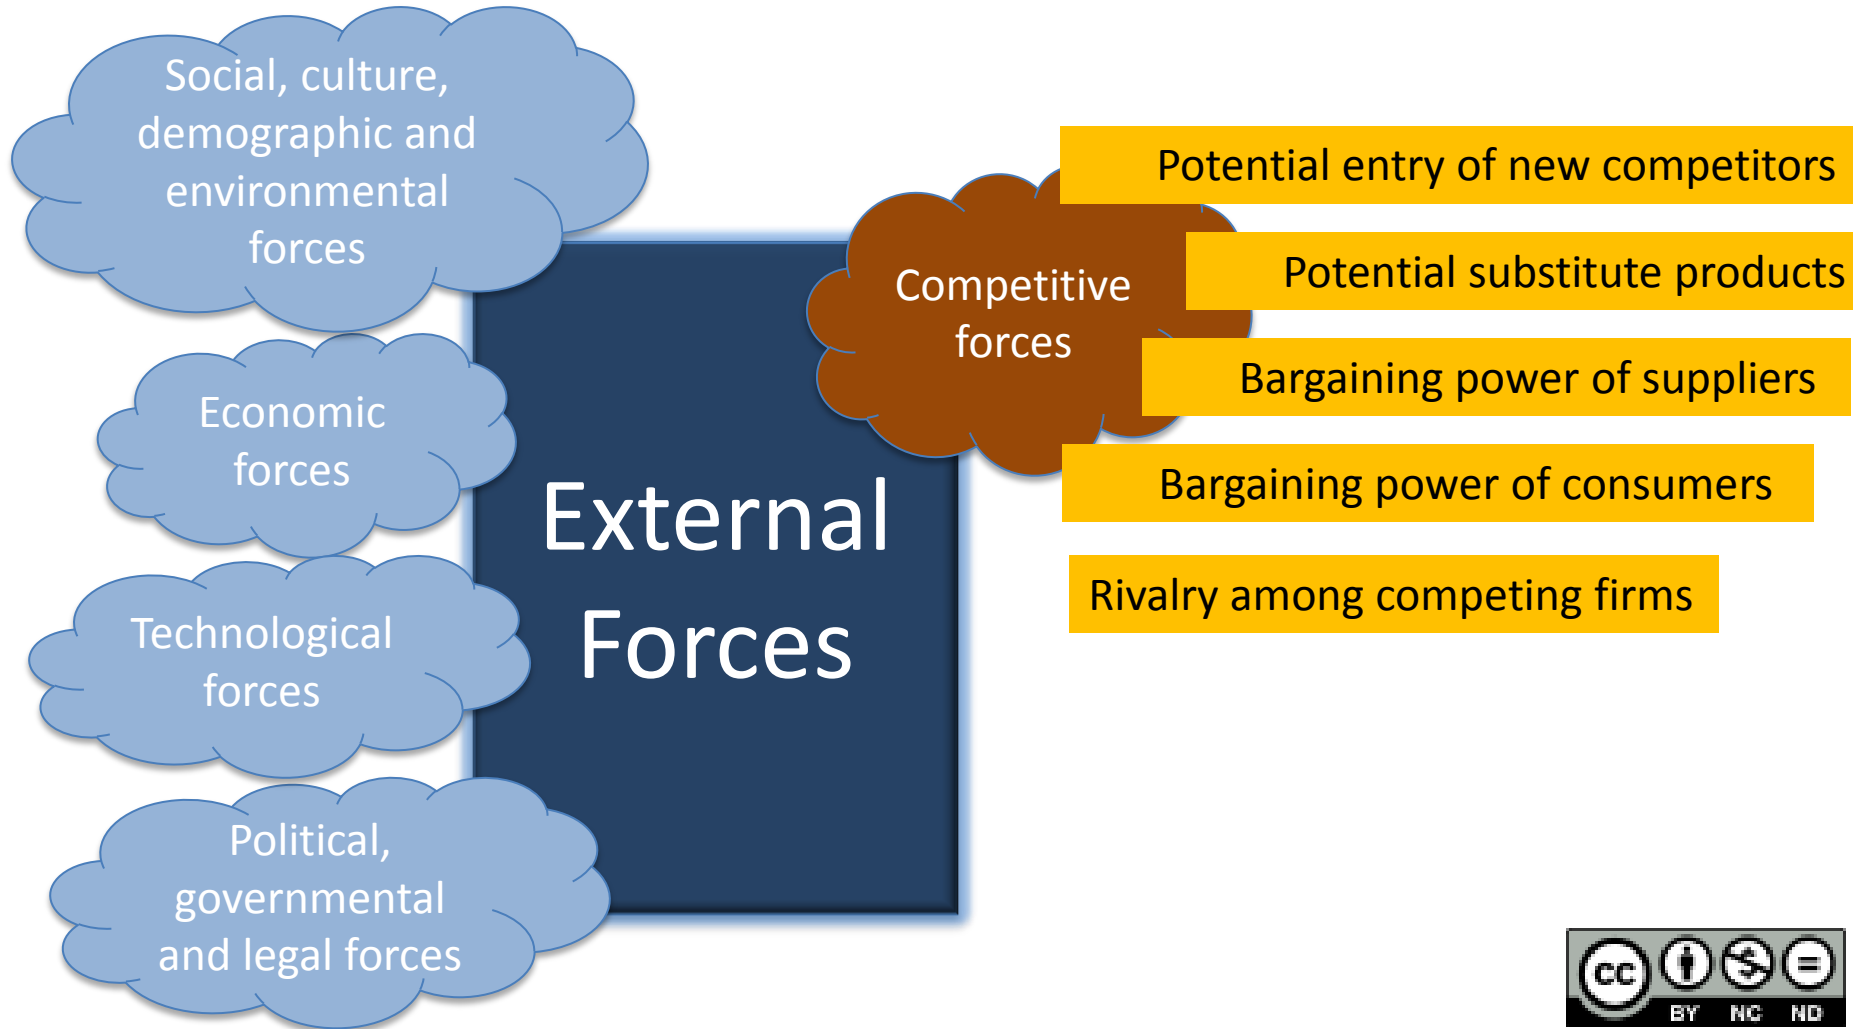 Social, culture,
demographic and
environmental
forces
Economic
forces
Technological
forces
Political,
governmental
and legal forces
External
Forces
Competitive
forces
Potential entry of new competitors
Potential substitute products
Bargaining power of suppliers
Bargaining power of consumers
Rivalry among competing firms
cc
BY NC ND